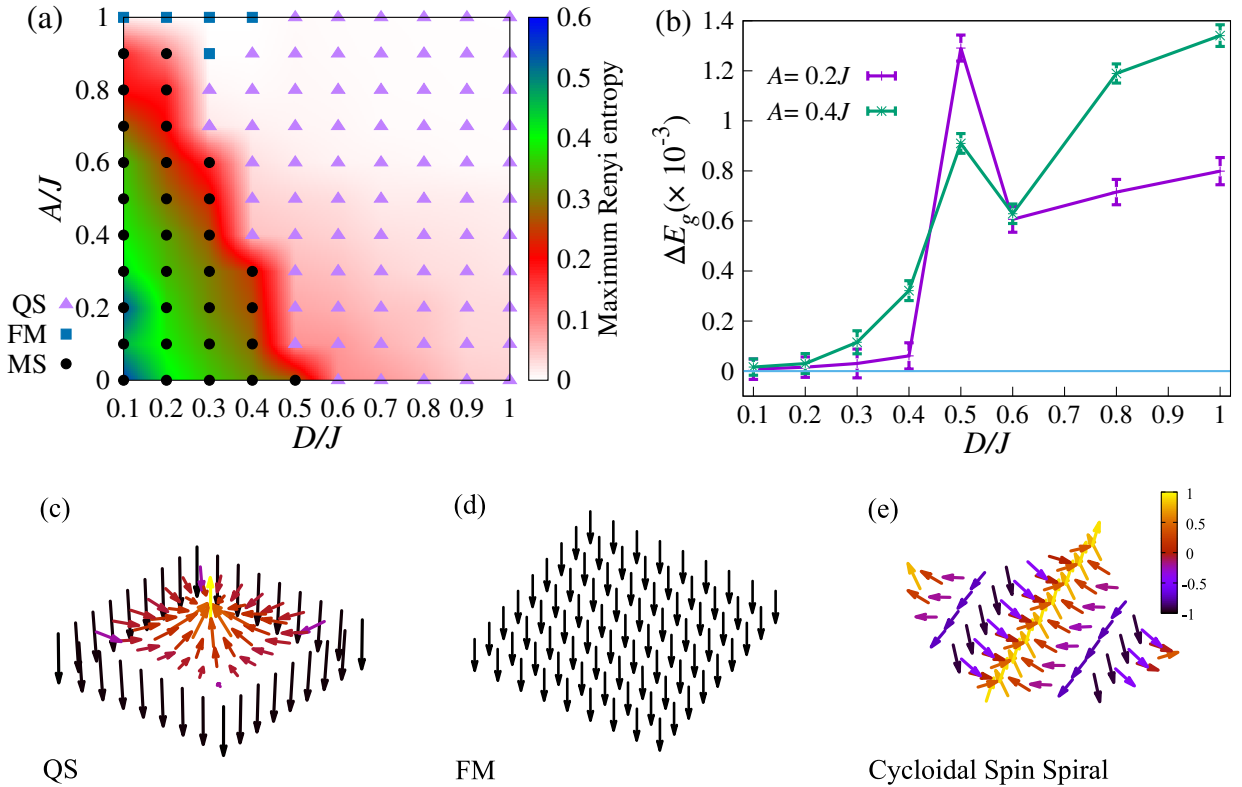 (a)
1
0.8
0.6
0.4
0.2
0
A/J
QS
FM
MS
0.1 0.2 0.3 0.4 0.5 0.6 0.7 0.8 0.9 1
D/J
0.6
0.5
0.4
0.3
0.2
0.1
0
Maximum Renyi entropy
(b)
1.4
1.2
1
0.8
0.6
0.4
0.2
0
ΔE_g(× 10^{-3})
A= 0.2J
A= 0.4J
0.1 0.2 0.3 0.4 0.5 0.6 0.8 1
D/J
(c)
QS
(d)
FM
(e)
1
0.5
0
-0.5
-1
Cycloidal Spin Spiral